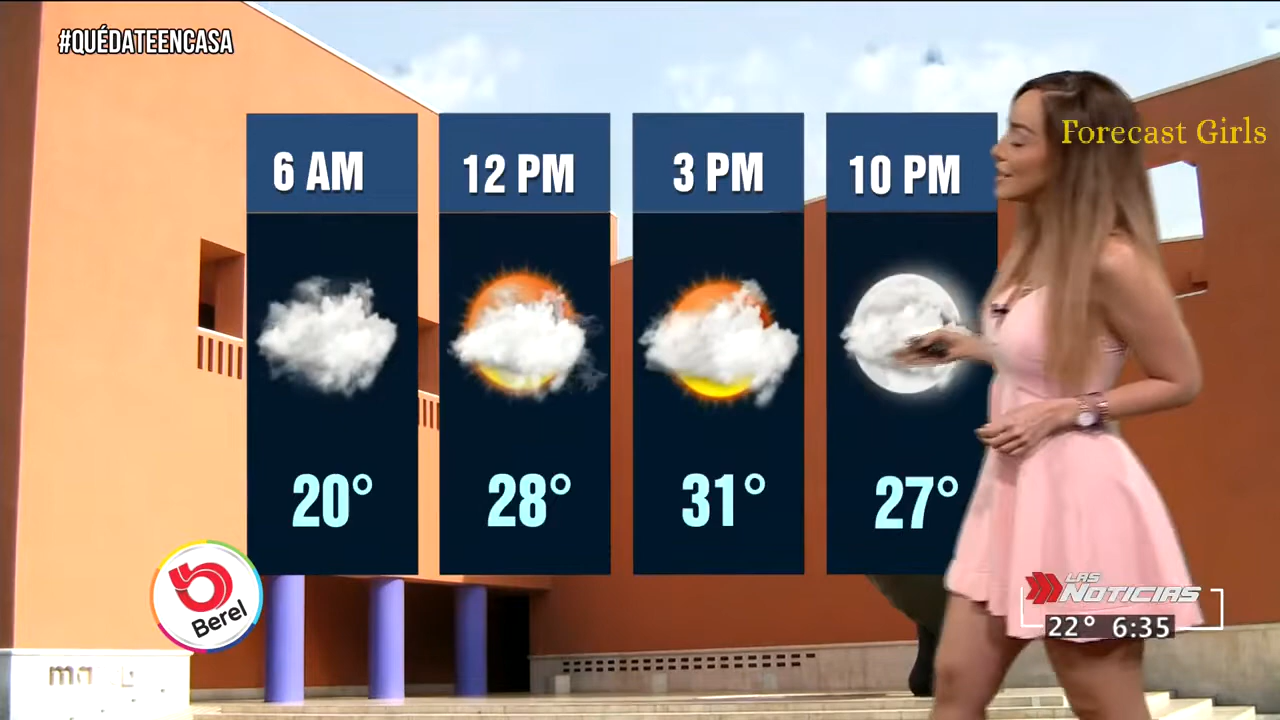 #QUÉDATEENCASA
Forecast Girls
6 AM
12 PM
3 PM
10 PM
20°
28°
31°
27°
Berel
LAS
NOTICIAS
22° 6:35